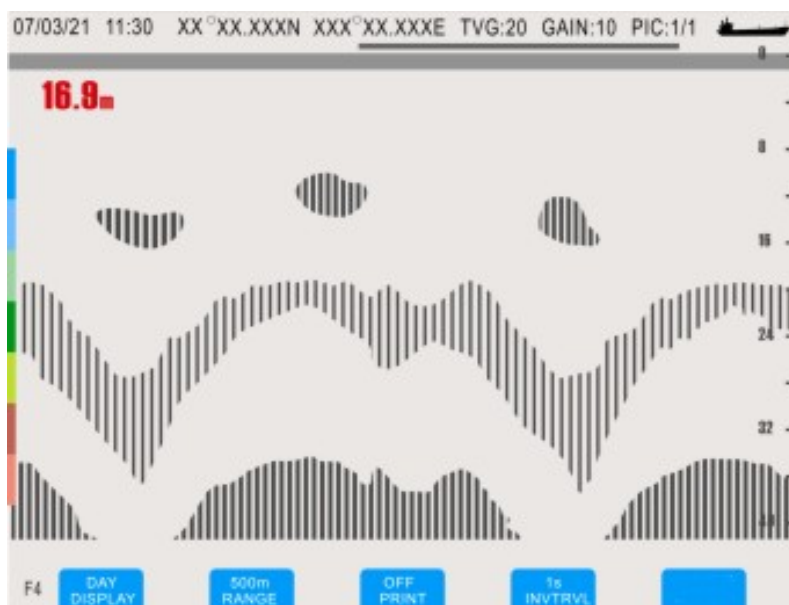 07/03/21 11:30 XX°XX.XXXN XXX°XX.XXXE TVG:20 GAIN:10 PIC:1/1
0
16.9m
8
16
24
32
F4 DAY DISPLAY 500m RANGE OFF PRINT 1s INVTRVL